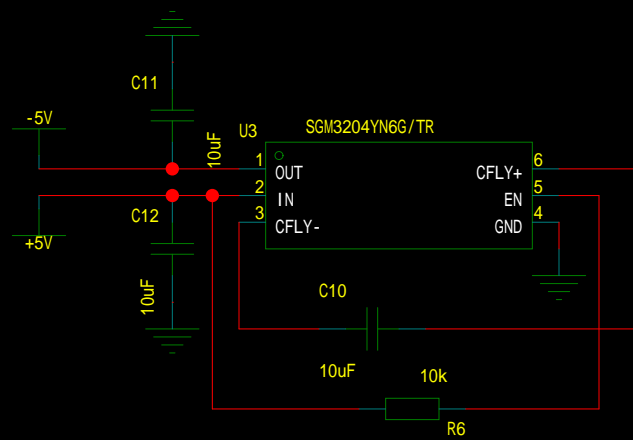 C11
-5V
10uF
U3
SGM3204YN6G/TR
1
OUT
CFLY+
6
2
IN
EN
5
3
CFLY-
GND
4
C12
+5V
10uF
C10
10uF
10k
R6